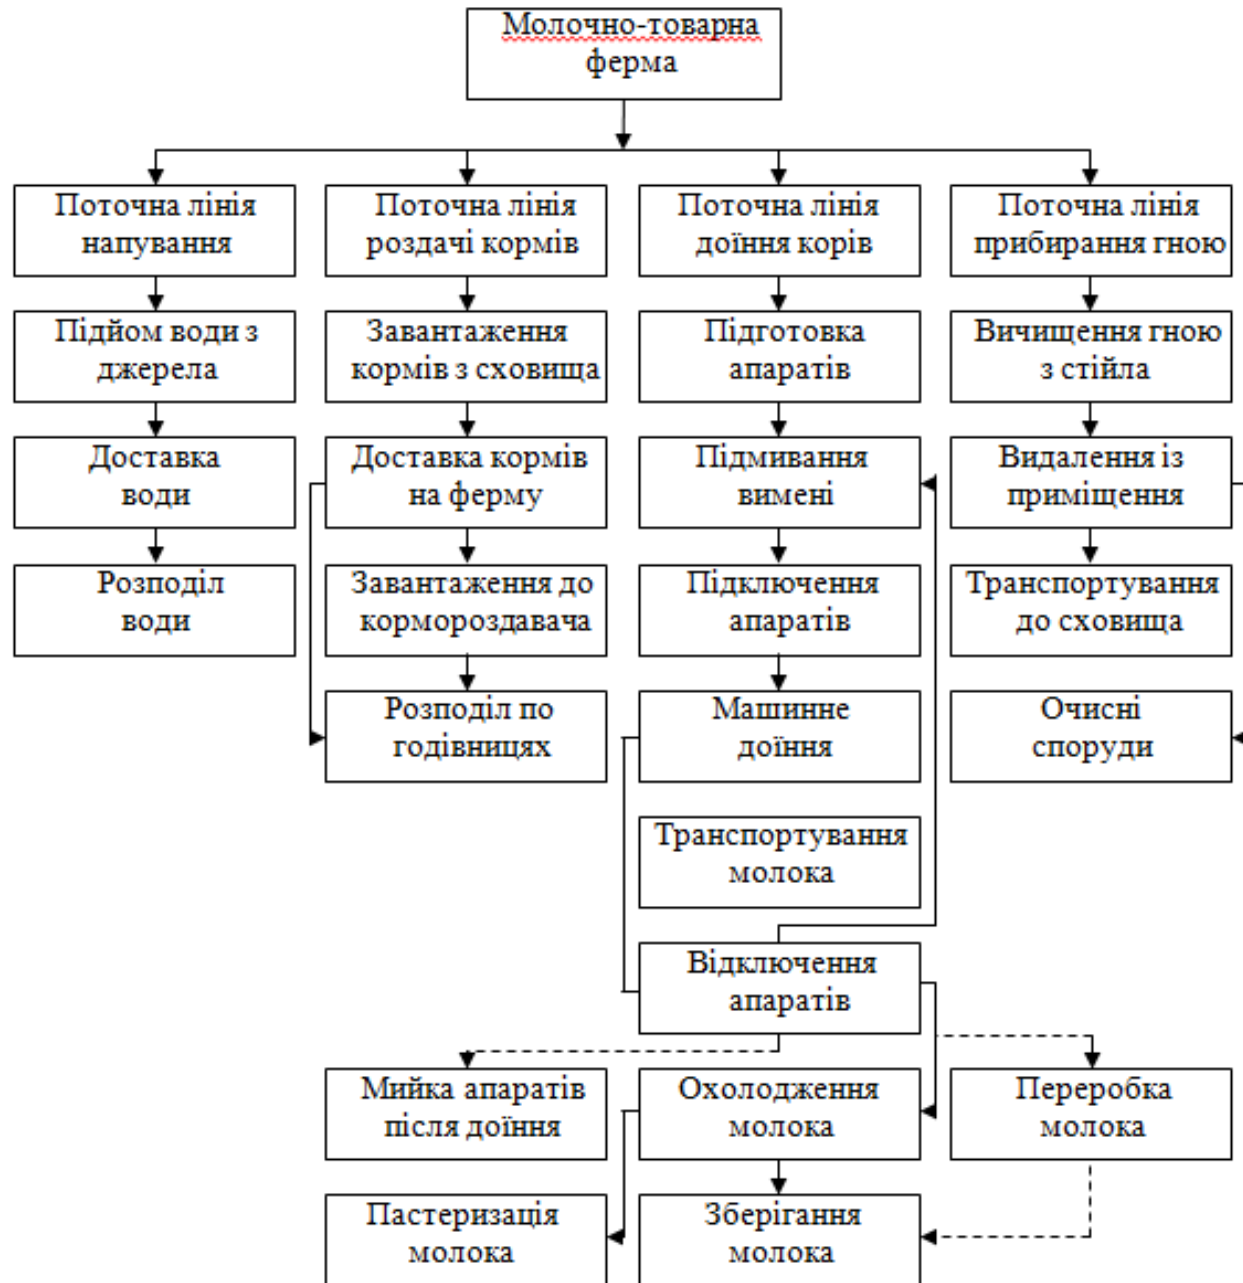 Молочно-товарна
ферма
Поточна лінія
напування
Поточна лінія
роздачі кормів
Поточна лінія
доїння корів
Поточна лінія
прибирання гною
Підйом води з
джерела
Завантаження
кормів з сховища
Підготовка
апаратів
Вичищення гною
з стійла
Доставка
води
Доставка кормів
на ферму
Підмивання
вимені
Видалення із
приміщення
Розподіл
води
Завантаження до
кормороздавача
Підключення
апаратів
Транспортування
до сховища
Розподіл по
годівницях
Машинне
доїння
Очисні
споруди
Транспортування
молока
Відключення
апаратів
Мийка апаратів
після доїння
Охолодження
молока
Переробка
молока
Пастеризація
молока
Зберігання
молока